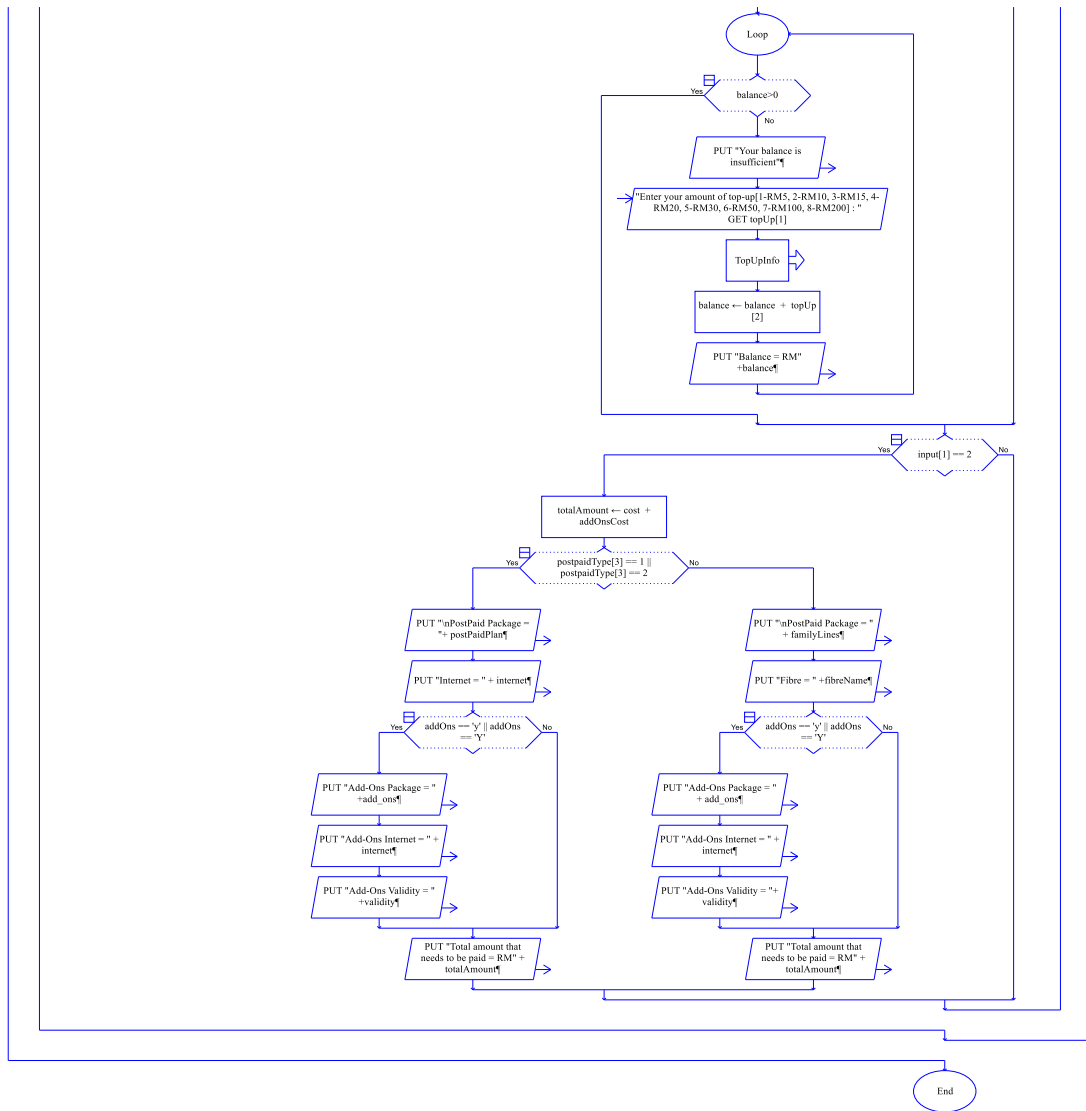 Loop
balance>0
Yes
No
PUT "Your balance is
insufficient"¶
"Enter your amount of top-up[1-RM5, 2-RM10, 3-RM15, 4-
RM20, 5-RM30, 6-RM50, 7-RM100, 8-RM200] : "
GET topUp[1]
TopUpInfo
balance ← balance + topUp
[2]
PUT "Balance = RM"
+balance¶
Yes
input[1] == 2
No
totalAmount ← cost +
addOnsCost
Yes
postpaidType[3] == 1 ||
postpaidType[3] == 2
No
PUT "\nPostPaid Package =
"+ postPaidPlan¶
PUT "Internet = " + internet¶
Yes
addOns == 'y' || addOns
== 'Y'
No
PUT "Add-Ons Package = "
+add_ons¶
PUT "Add-Ons Internet = " +
internet¶
PUT "Add-Ons Validity = "
+validity¶
PUT "Total amount that
needs to be paid = RM" +
totalAmount¶
PUT "\nPostPaid Package = "
+ familyLines¶
PUT "Fibre = " +fibreName¶
Yes
addOns == 'y' || addOns
== 'Y'
No
PUT "Add-Ons Package = "
+ add_ons¶
PUT "Add-Ons Internet = " +
internet¶
PUT "Add-Ons Validity = "+
validity¶
PUT "Total amount that
needs to be paid = RM" +
totalAmount¶
End